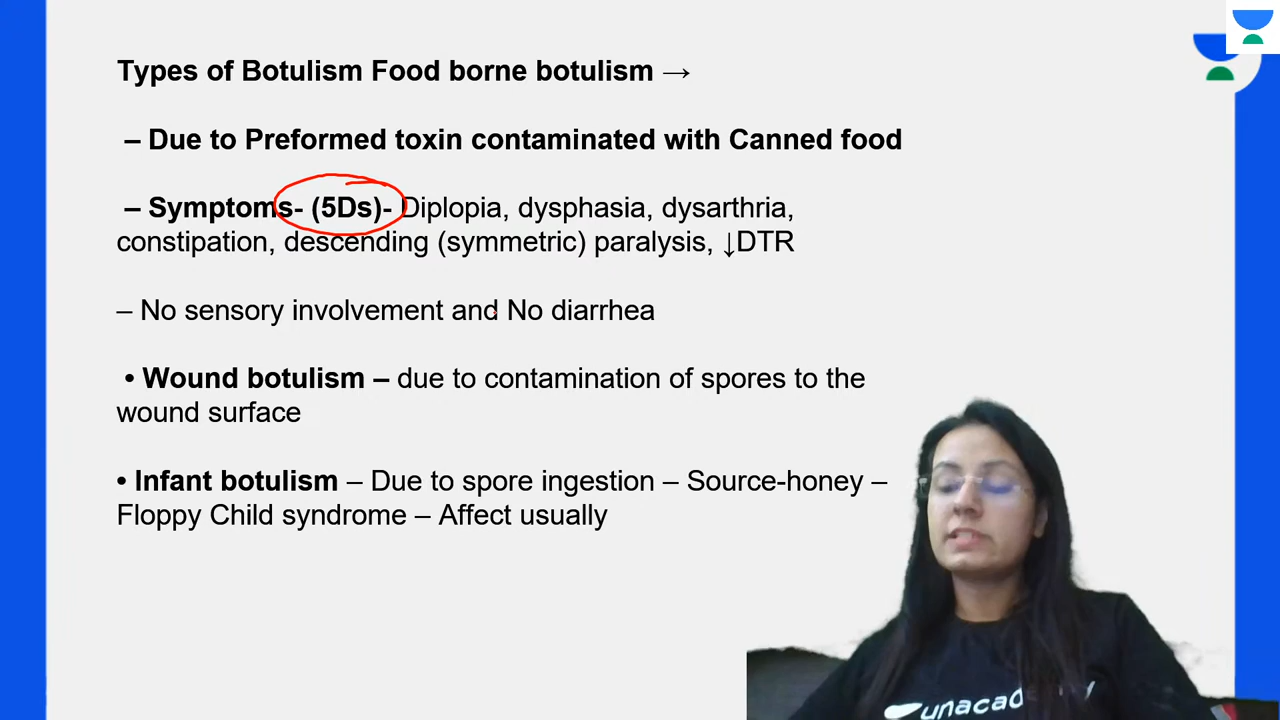 Types of Botulism Food borne botulism →
– Due to Preformed toxin contaminated with Canned food
– Symptoms- (5Ds)- Diplopia, dysphasia, dysarthria,
constipation, descending (symmetric) paralysis, ↓DTR
– No sensory involvement and No diarrhea
• Wound botulism – due to contamination of spores to the
wound surface
• Infant botulism – Due to spore ingestion – Source-honey –
Floppy Child syndrome – Affect usually
unacademy